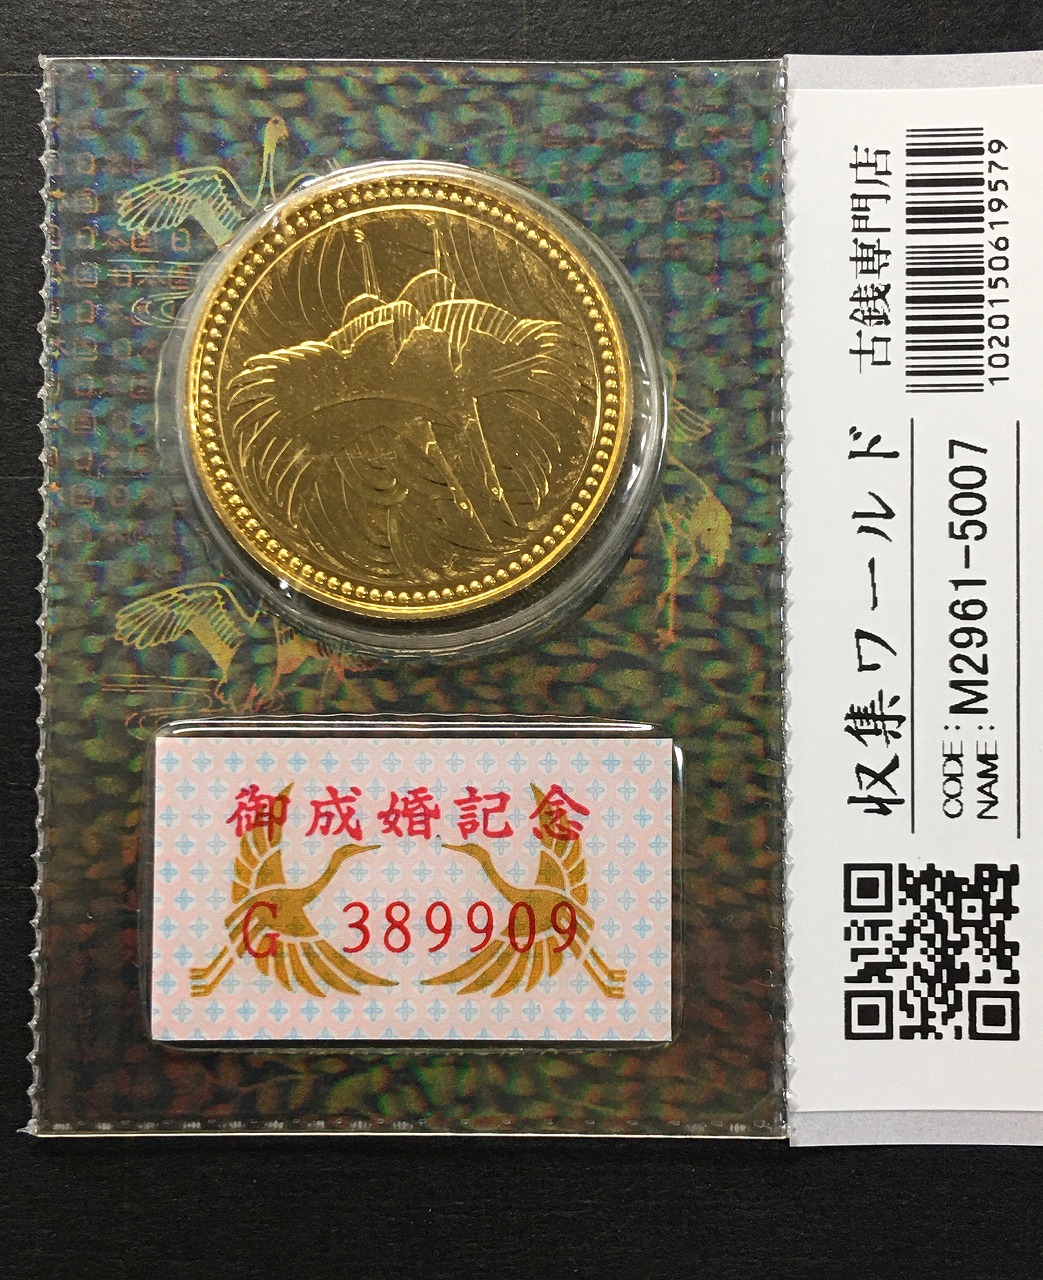 御成婚記念
G 389909
古銭専門店
収集ワールド
1020150619579
CODE:M2961-5007
NAME: